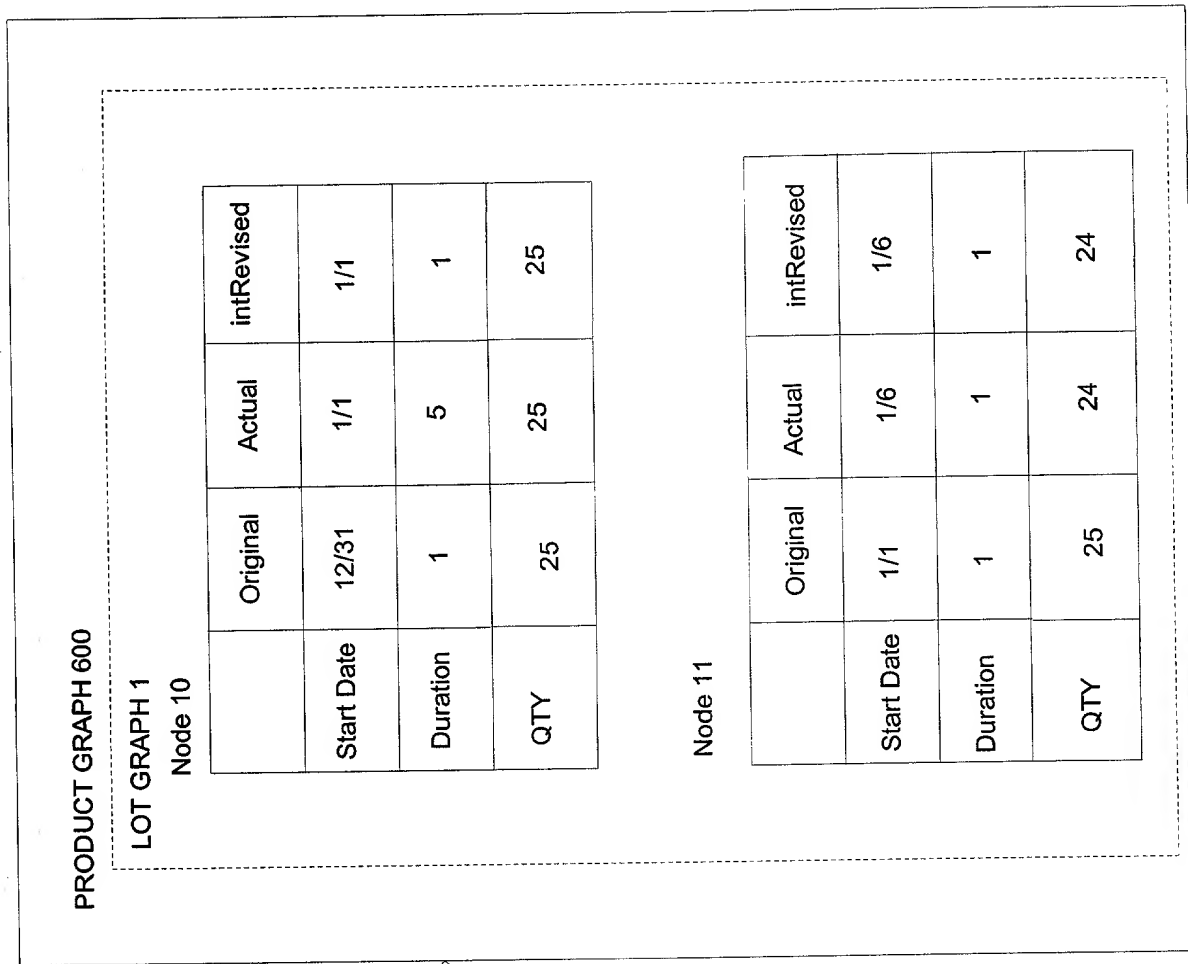 PRODUCT GRAPH 600
LOT GRAPH 1
Node 10
Original Actual intRevised
Start Date 12/31 1/1 1/1
Duration 1 5 1
QTY 25 25 25
Node 11
Original Actual intRevised
Start Date 1/1 1/6 1/6
Duration 1 1 1
QTY 25 24 24